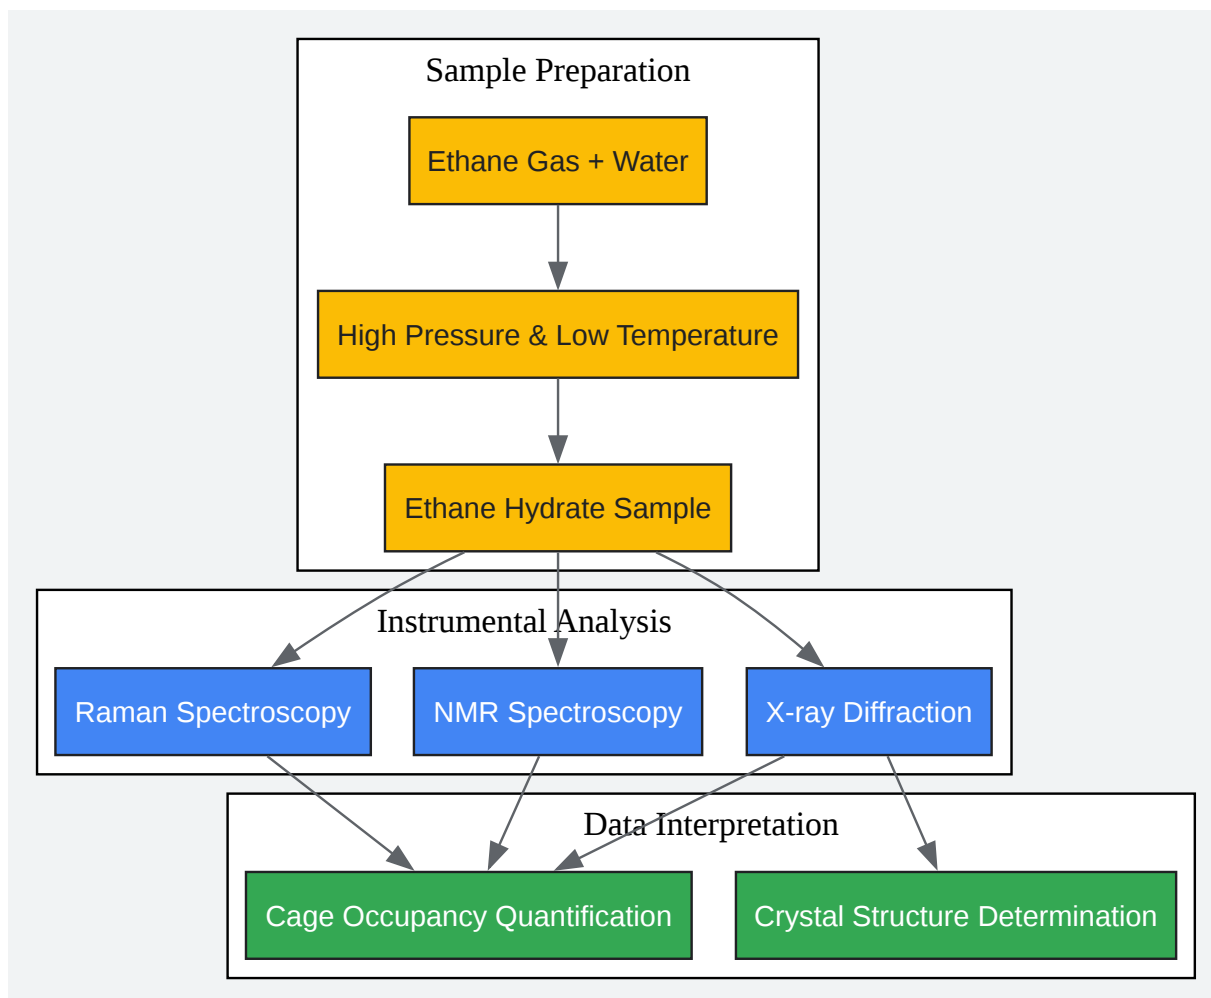 Sample Preparation
Ethane Gas + Water
High Pressure & Low Temperature
Ethane Hydrate Sample
Instrumental Analysis
Raman Spectroscopy
NMR Spectroscopy
X-ray Diffraction
Data Interpretation
Cage Occupancy Quantification
Crystal Structure Determination